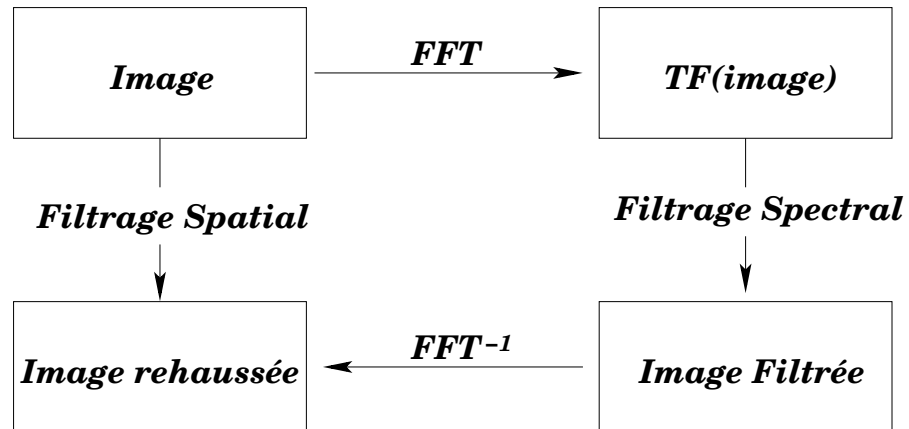 Image
FFT
TF(image)
Filtrage Spatial
Filtrage Spectral
Image rehaussée
FFT⁻¹
Image Filtrée